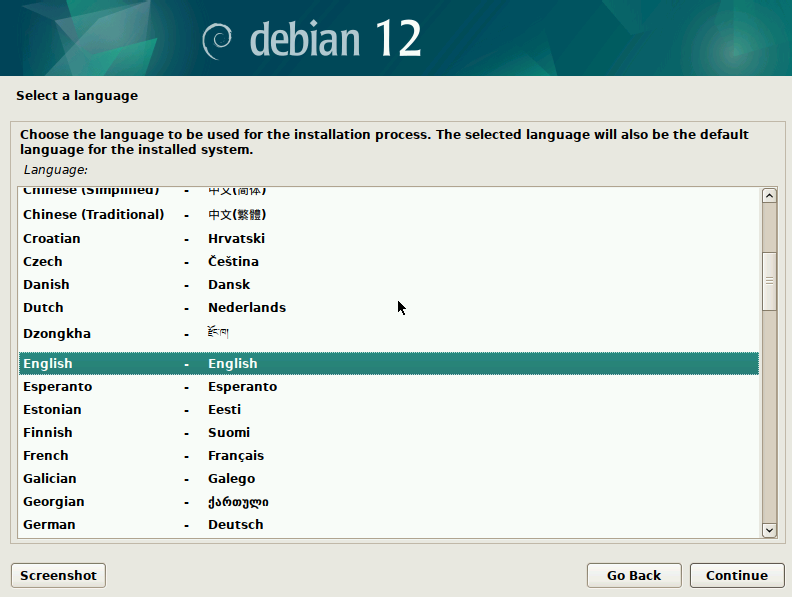 debian 12
Select a language
Choose the language to be used for the installation process. The selected language will also be the default
language for the installed system.
Language:
Chinese (Simplified) - 中文(简体)
Chinese (Traditional) - 中文(繁體)
Croatian - Hrvatski
Czech - Čeština
Danish - Dansk
Dutch - Nederlands
Dzongkha - རྫོང་ཁ།
English - English
Esperanto - Esperanto
Estonian - Eesti
Finnish - Suomi
French - Français
Galician - Galego
Georgian - ქართული
German - Deutsch
Screenshot Go Back Continue